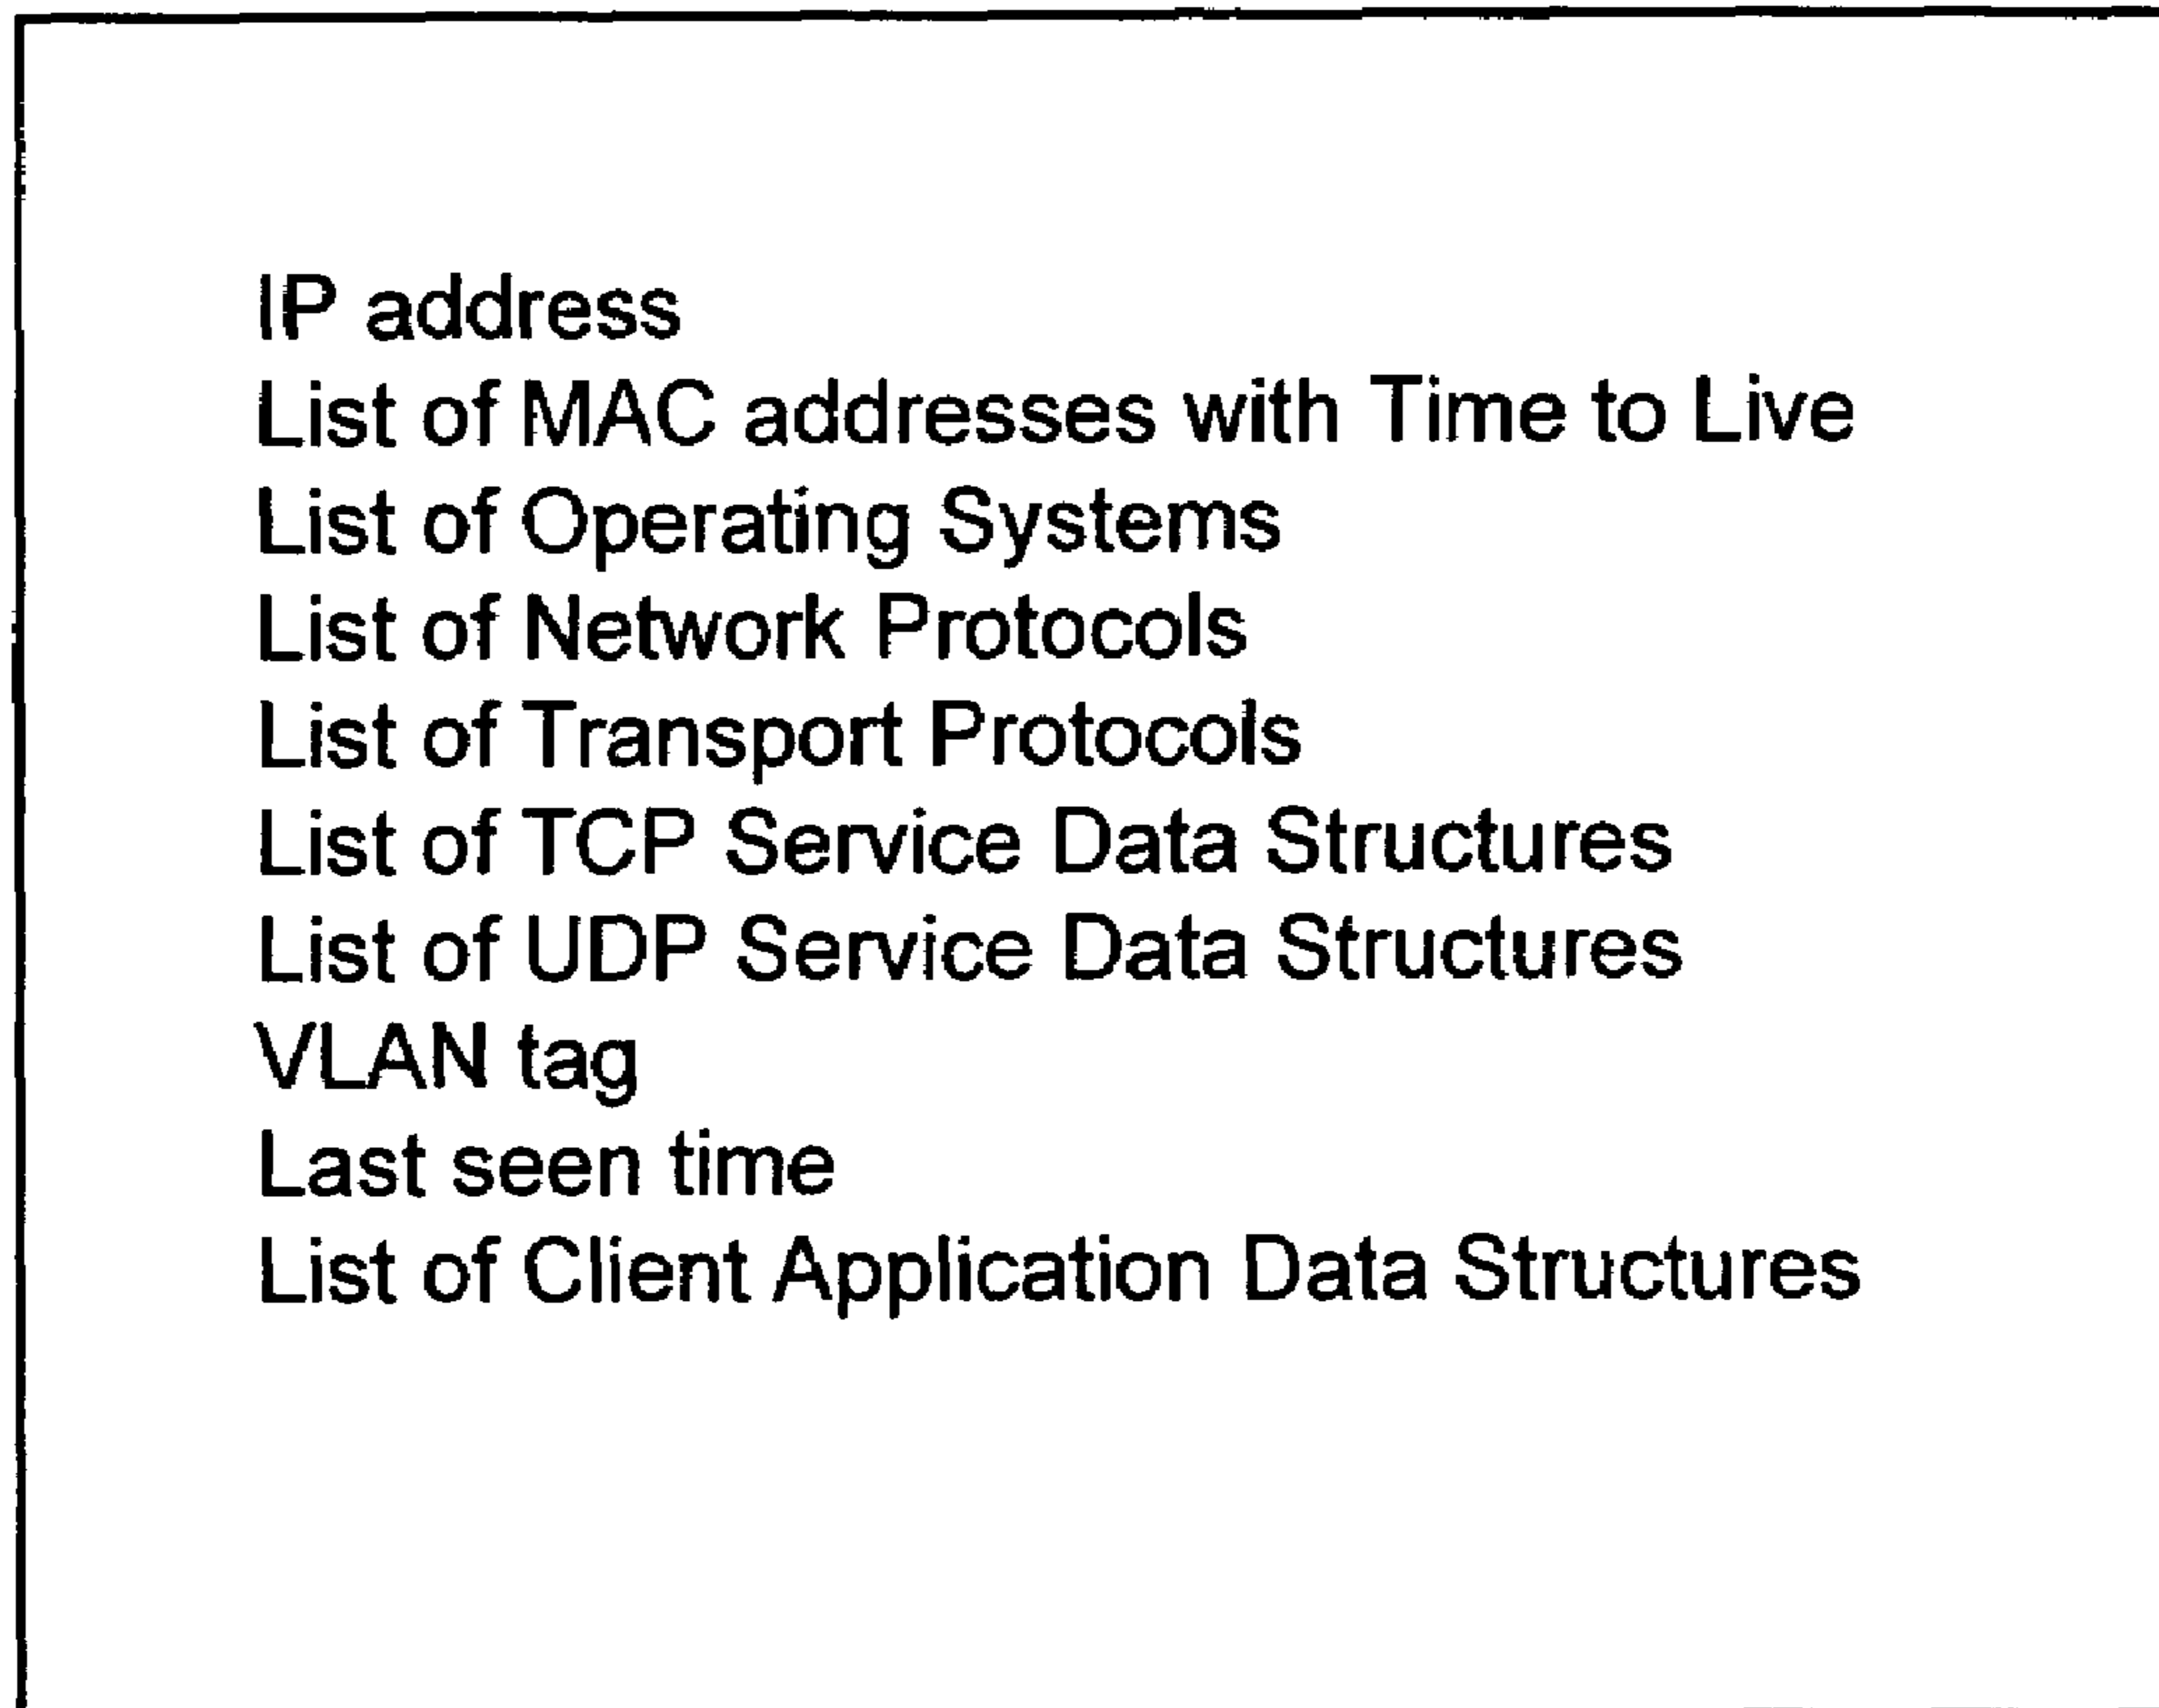 IP address
List of MAC addresses with Time to Live
List of Operating Systems
List of Network Protocols
List of Transport Protocols
List of TCP Service Data Structures
List of UDP Service Data Structures
VLAN tag
Last seen time
List of Client Application Data Structures